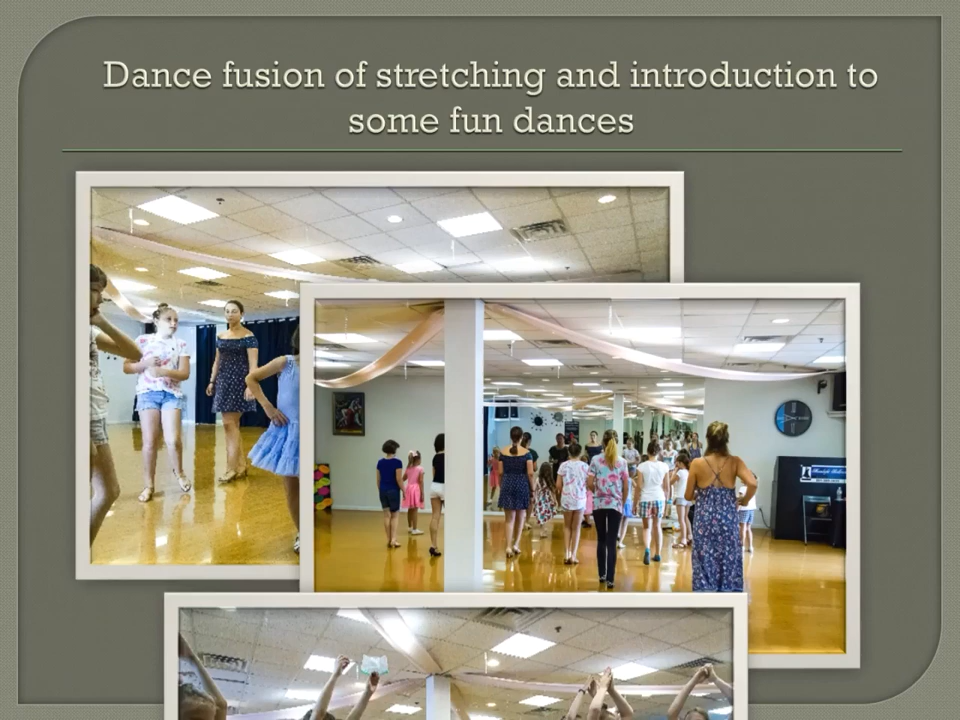 Dance fusion of stretching and introduction to
some fun dances